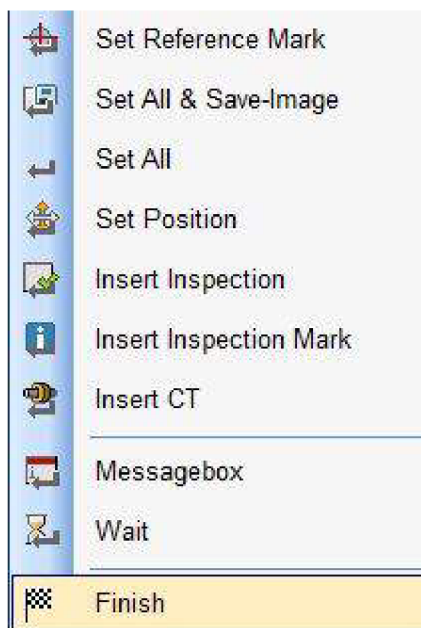 Set Reference Mark
Set All & Save-Image
Set All
Set Position
Insert Inspection
Insert Inspection Mark
Insert CT
Messagebox
Wait
Finish